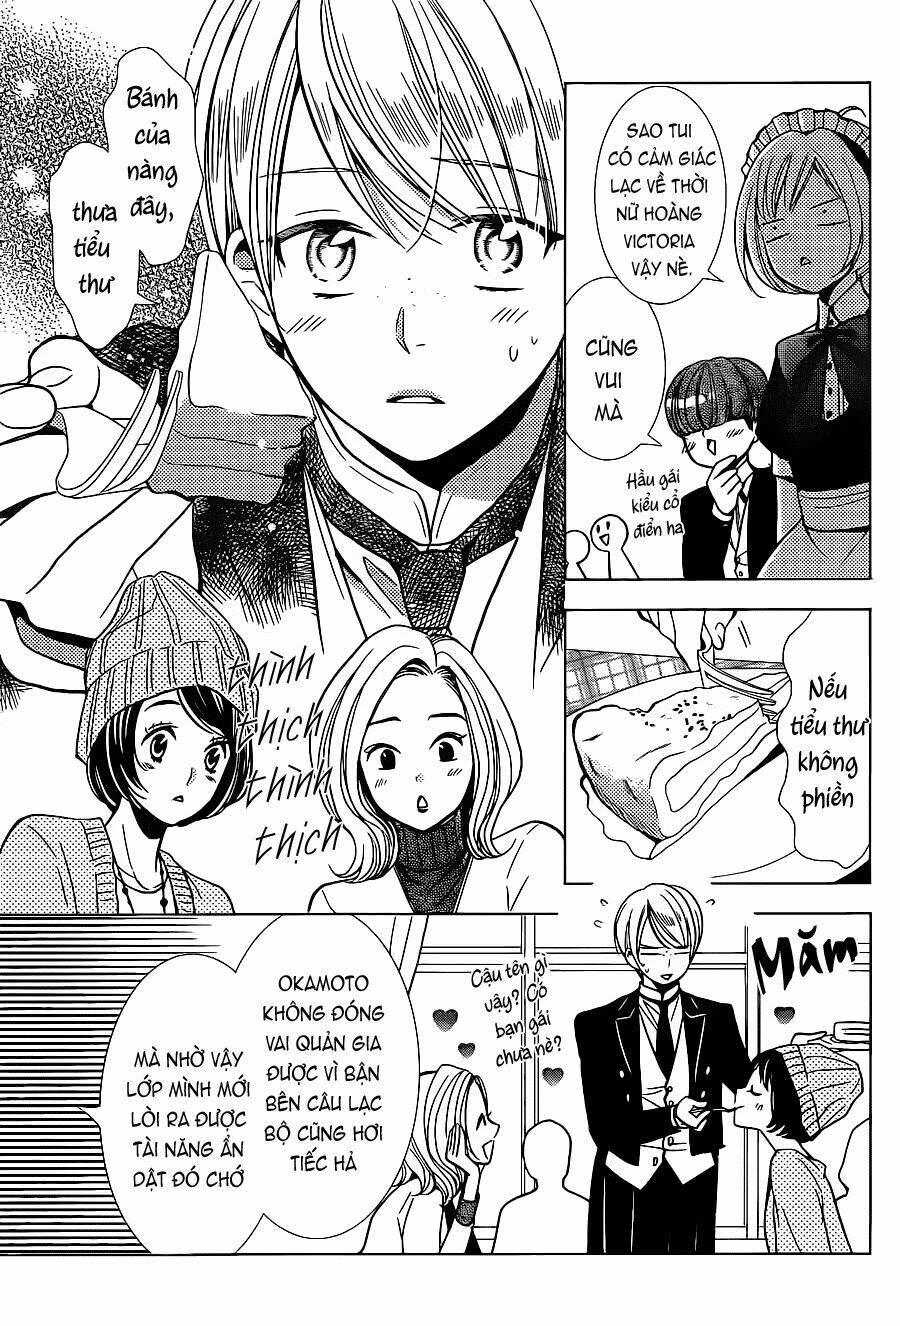 SAO TUI
CÓ CẢM GIÁC
LẠC VỀ THỜI
NỮ HOÀNG
VICTORIA
VẬY NÈ.
CŨNG
VUI
MÀ
Hầu gái
kiểu cổ
điển ha
Nếu
tiểu thư
không
phiền
Bánh
của
nàng
đây,
thưa
tiểu
thư
thình
thịch
thình
thịch
Măm
Cậu tên gì
vậy? Có
bạn gái
chưa nè?
OKAMOTO
KHÔNG ĐÓNG
VAI QUẢN GIA
ĐƯỢC VÌ BẬN
BÊN CÂU LẠC
BỘ CŨNG HƠI
TIẾC HẢ
MÀ NHỜ VẬY
LỚP MÌNH MỚI
LÒI RA ĐƯỢC
TÀI NĂNG ẨN
DẬT ĐÓ CHỚ